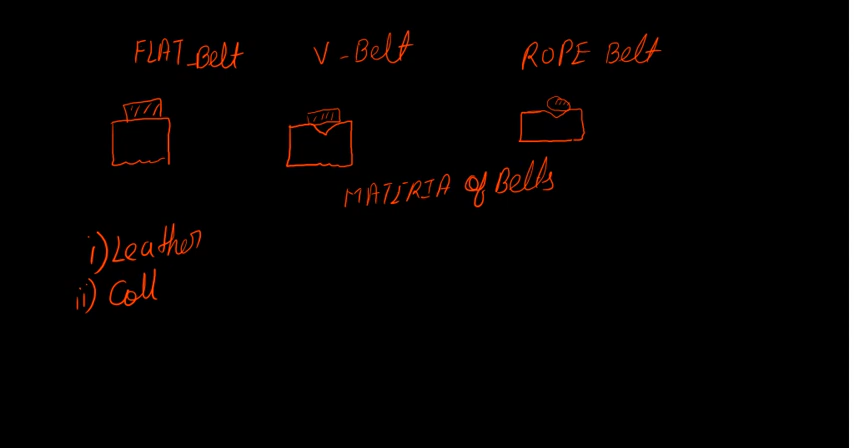 FLAT-Belt V-Belt ROPE Belt
MATERIA of Belts
i) Leather
ii) Coll